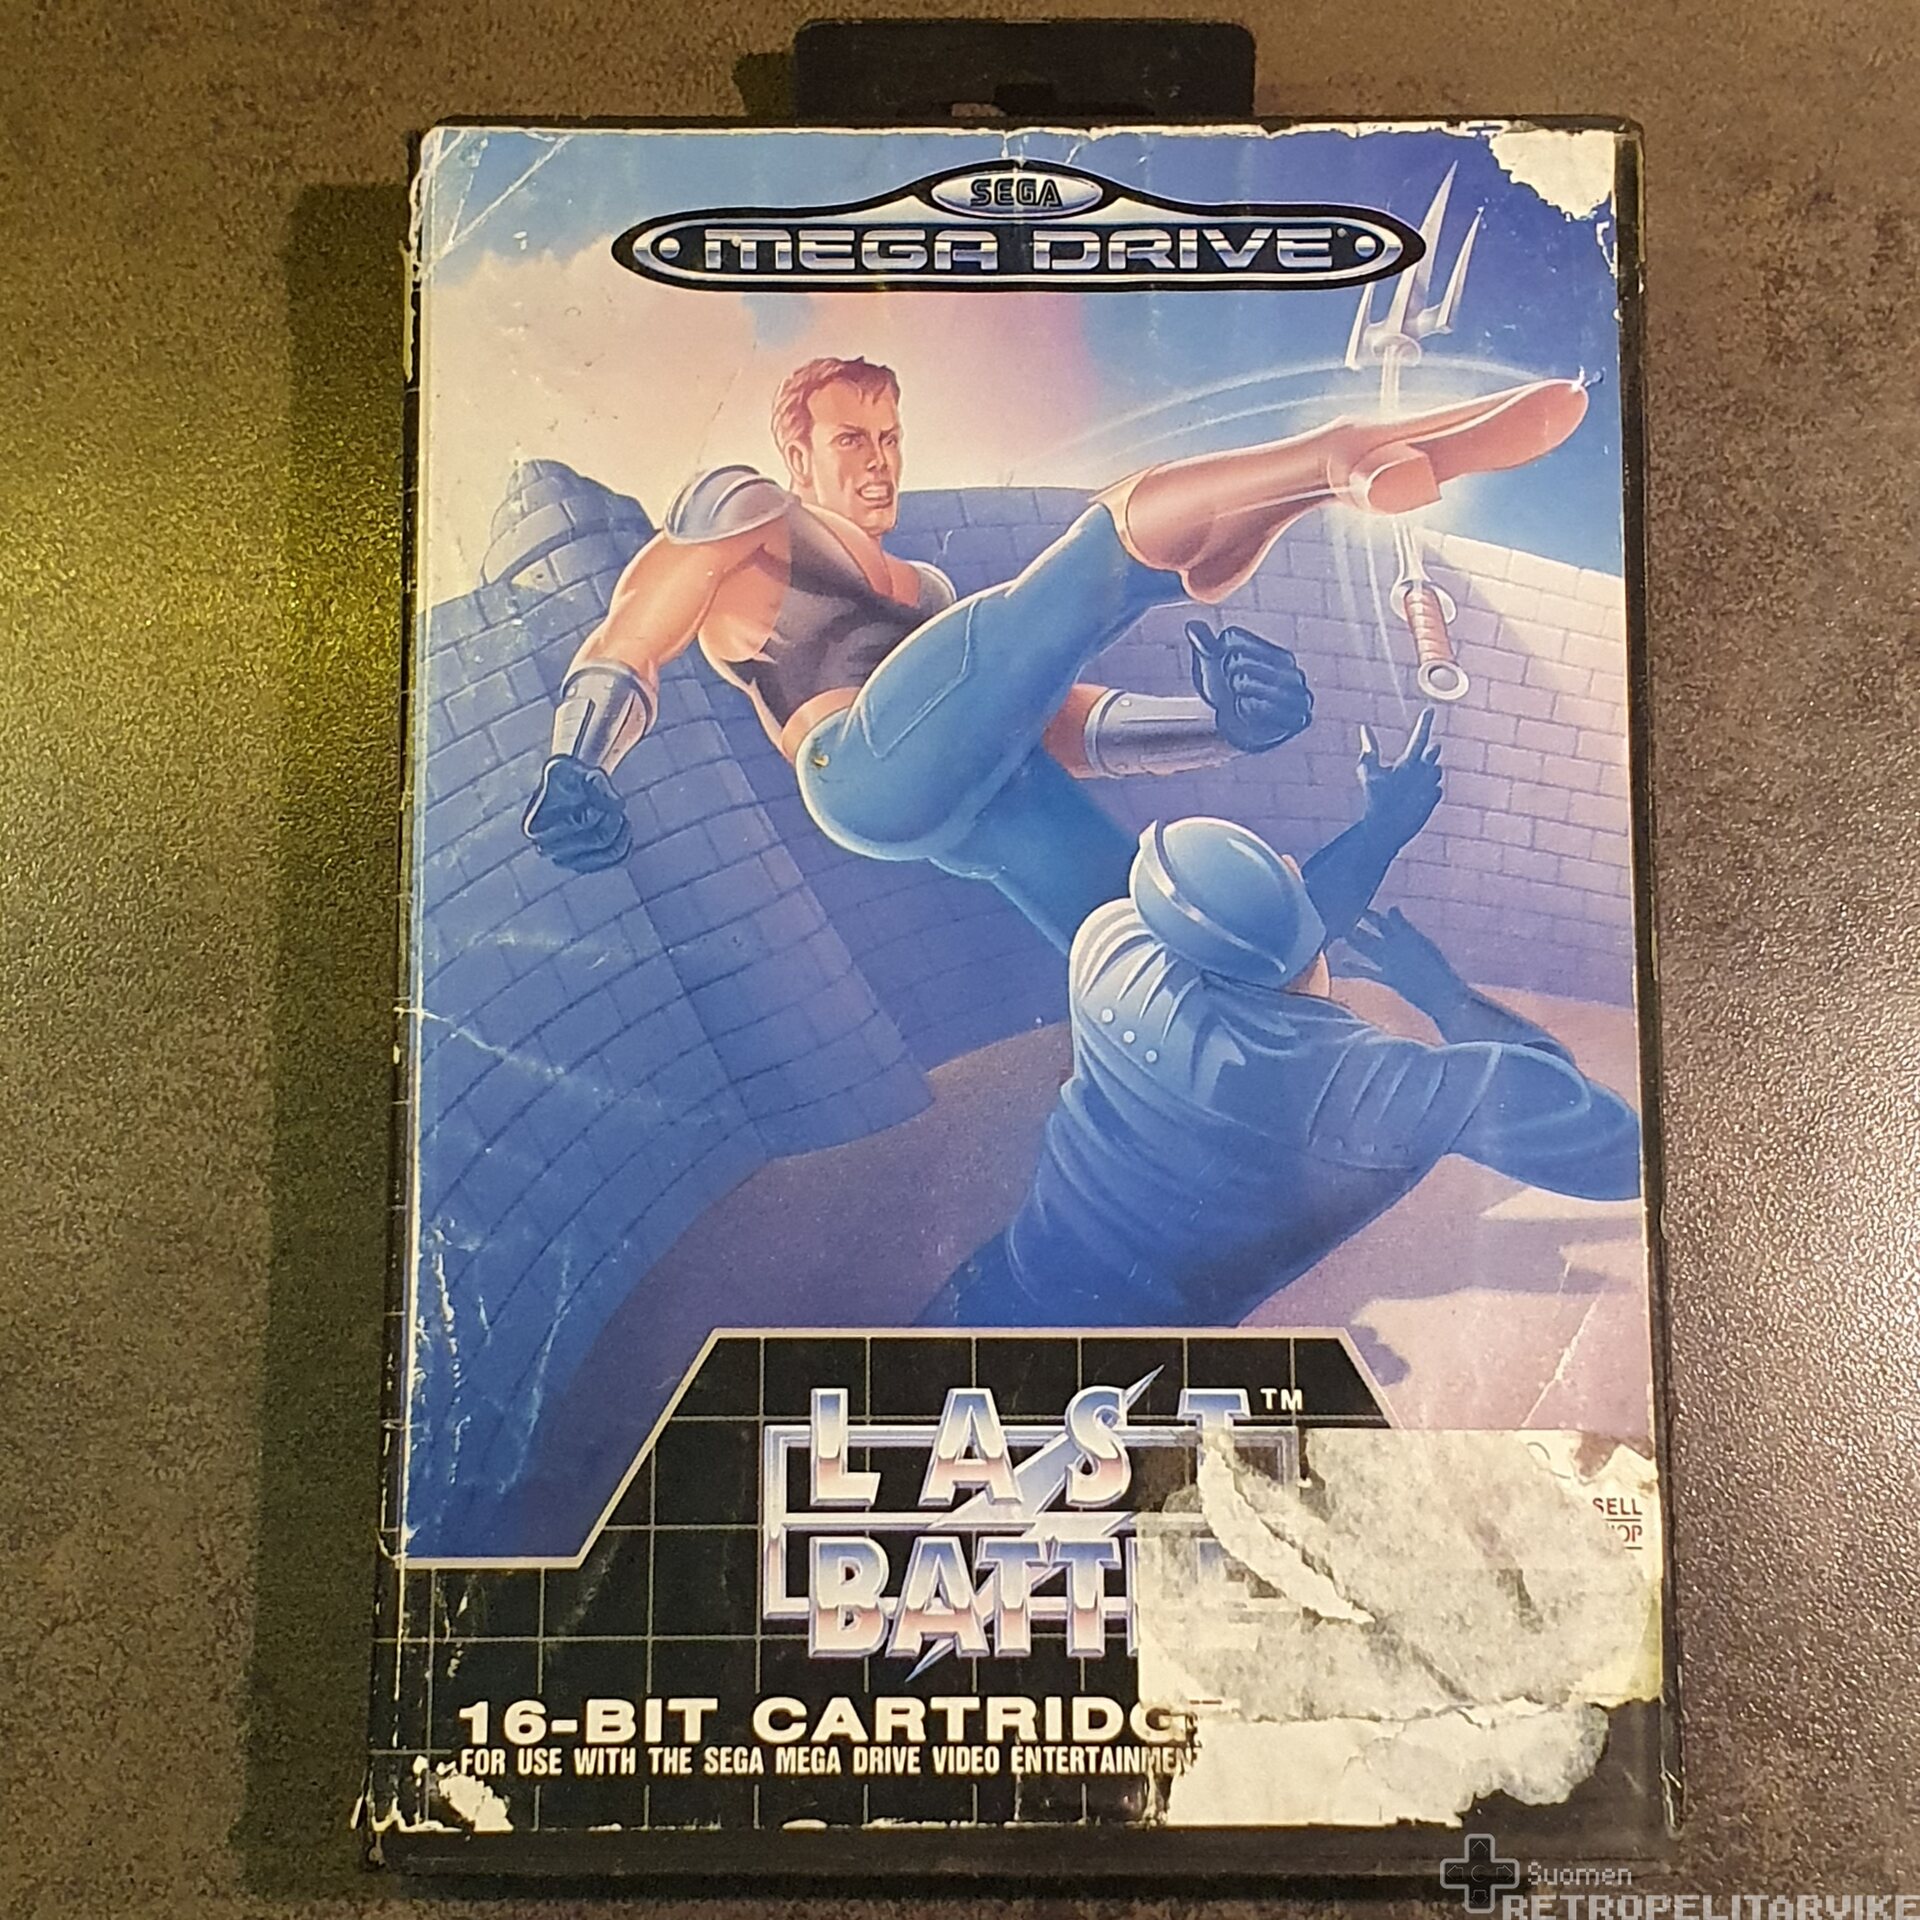 SEGA
MEGA DRIVE
LAST™
BATTL
SELL
16-BIT CARTRIDG
FOR USE WITH THE SEGA MEGA DRIVE VIDEO ENTERTAINMEN
Suomen
RETROPELITARVIKE